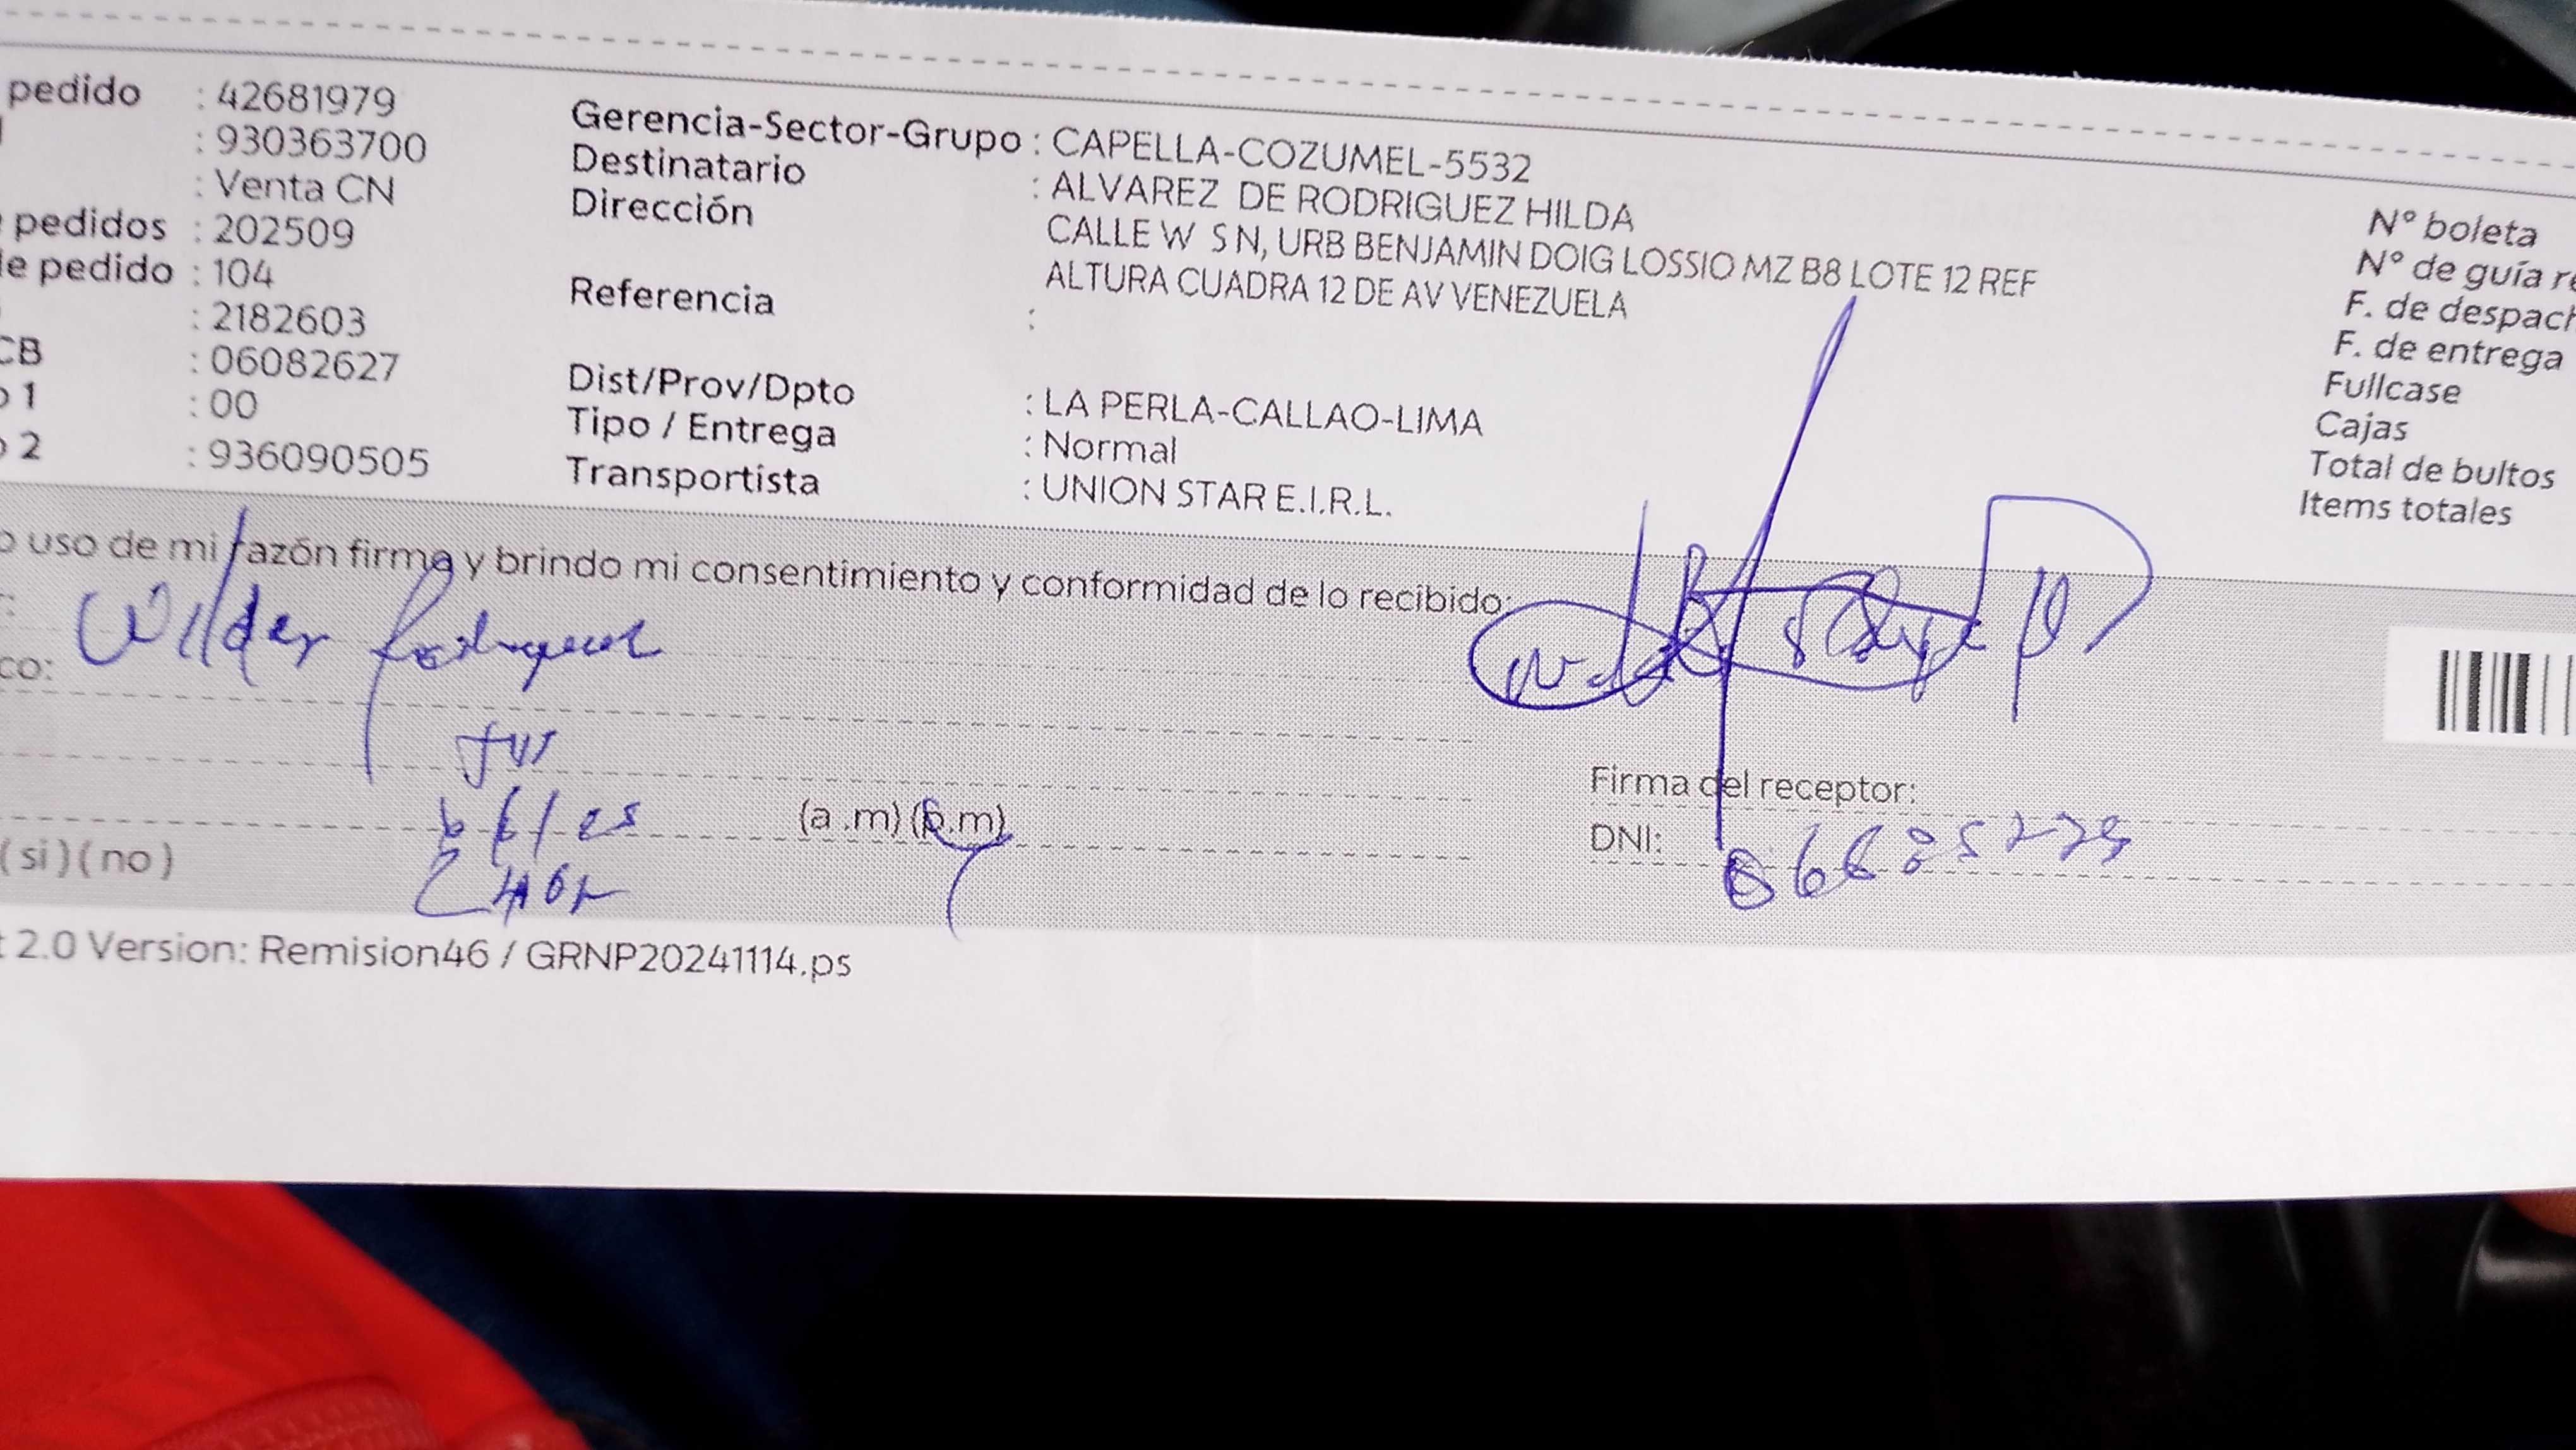 pedido : 42681979
: 930363700
: Venta CN
pedidos : 202509
de pedido : 104
: 2182603
CB : 06082627
1 : 00
2 : 936090505
Gerencia-Sector-Grupo : CAPELLA-COZUMEL-5532
Destinatario : ALVAREZ DE RODRIGUEZ HILDA
Dirección CALLE W S N, URB BENJAMIN DOIG LOSSIO MZ B8 LOTE 12 REF
ALTURA CUADRA 12 DE AV VENEZUELA
Referencia :
Dist/Prov/Dpto : LA PERLA-CALLAO-LIMA
Tipo / Entrega : Normal
Transportista : UNION STAR E.I.R.L.
Nº boleta
Nº de guía re
F. de despach
F. de entrega
Fullcase
Cajas
Total de bultos
Items totales
o uso de mi razón firma y brindo mi consentimiento y conformidad de lo recibido:
Wilder Rodriguez
co:
(a .m) (p.m)
(si) (no)
Firma del receptor:
DNI:
2.0 Version: Remision46 / GRNP20241114.ps